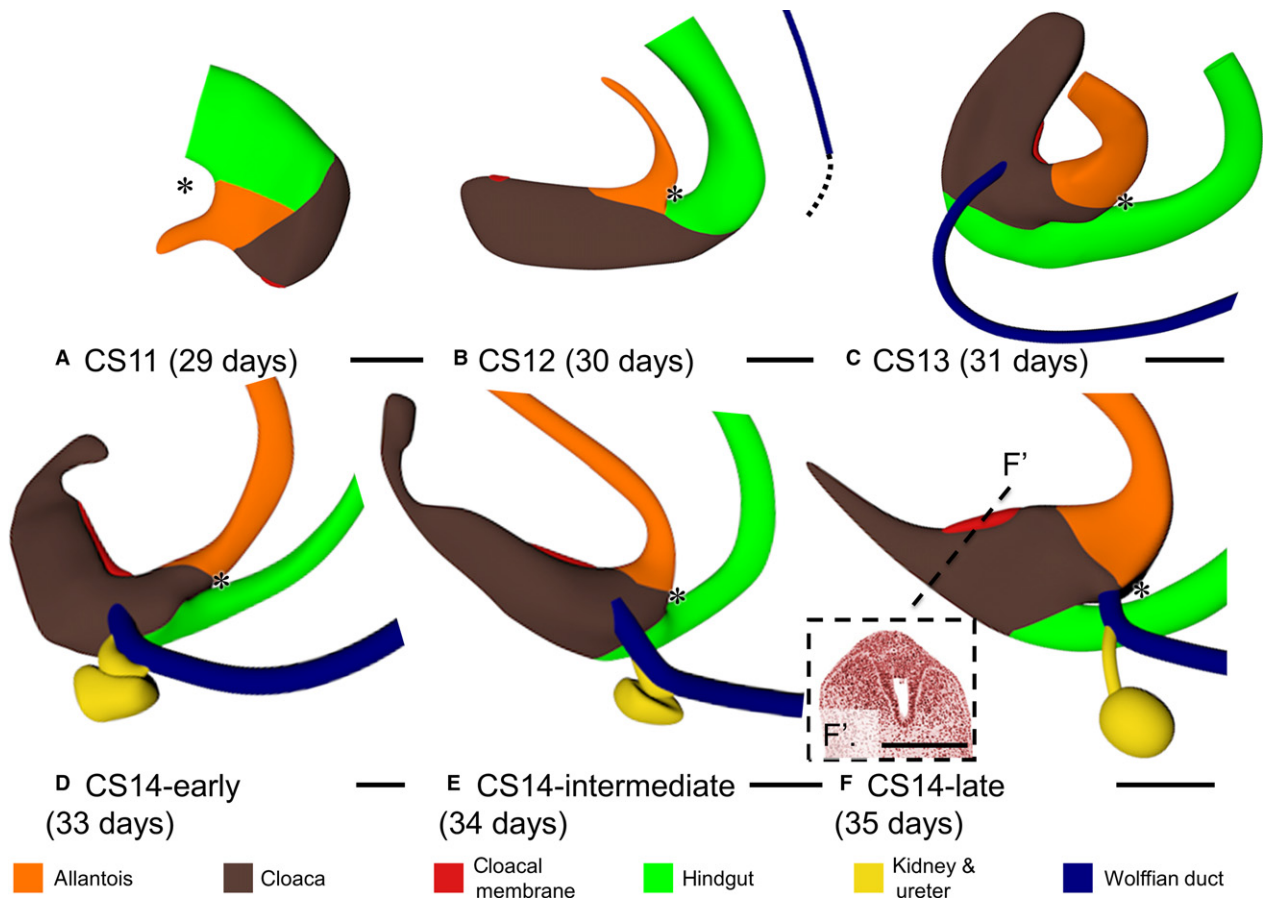 *
*
*
A CS11 (29 days)
B CS12 (30 days)
C CS13 (31 days)
F’
*
*
*
F’.
D CS14-early
(33 days)
E CS14-intermediate
(34 days)
F CS14-late
(35 days)
Allantois
Cloaca
Cloacal
membrane
Hindgut
Kidney &
ureter
Wolffian duct